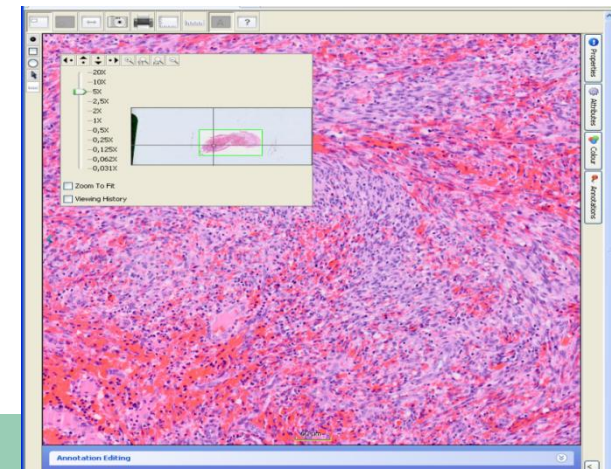 ?
20X
10X
5X
2,5X
2X
1X
0,5X
0,25X
0,125X
0,062X
0,031X
Zoom To Fit
Viewing History
Properties
Attributes
Colour
Annotations
Annotation Editing